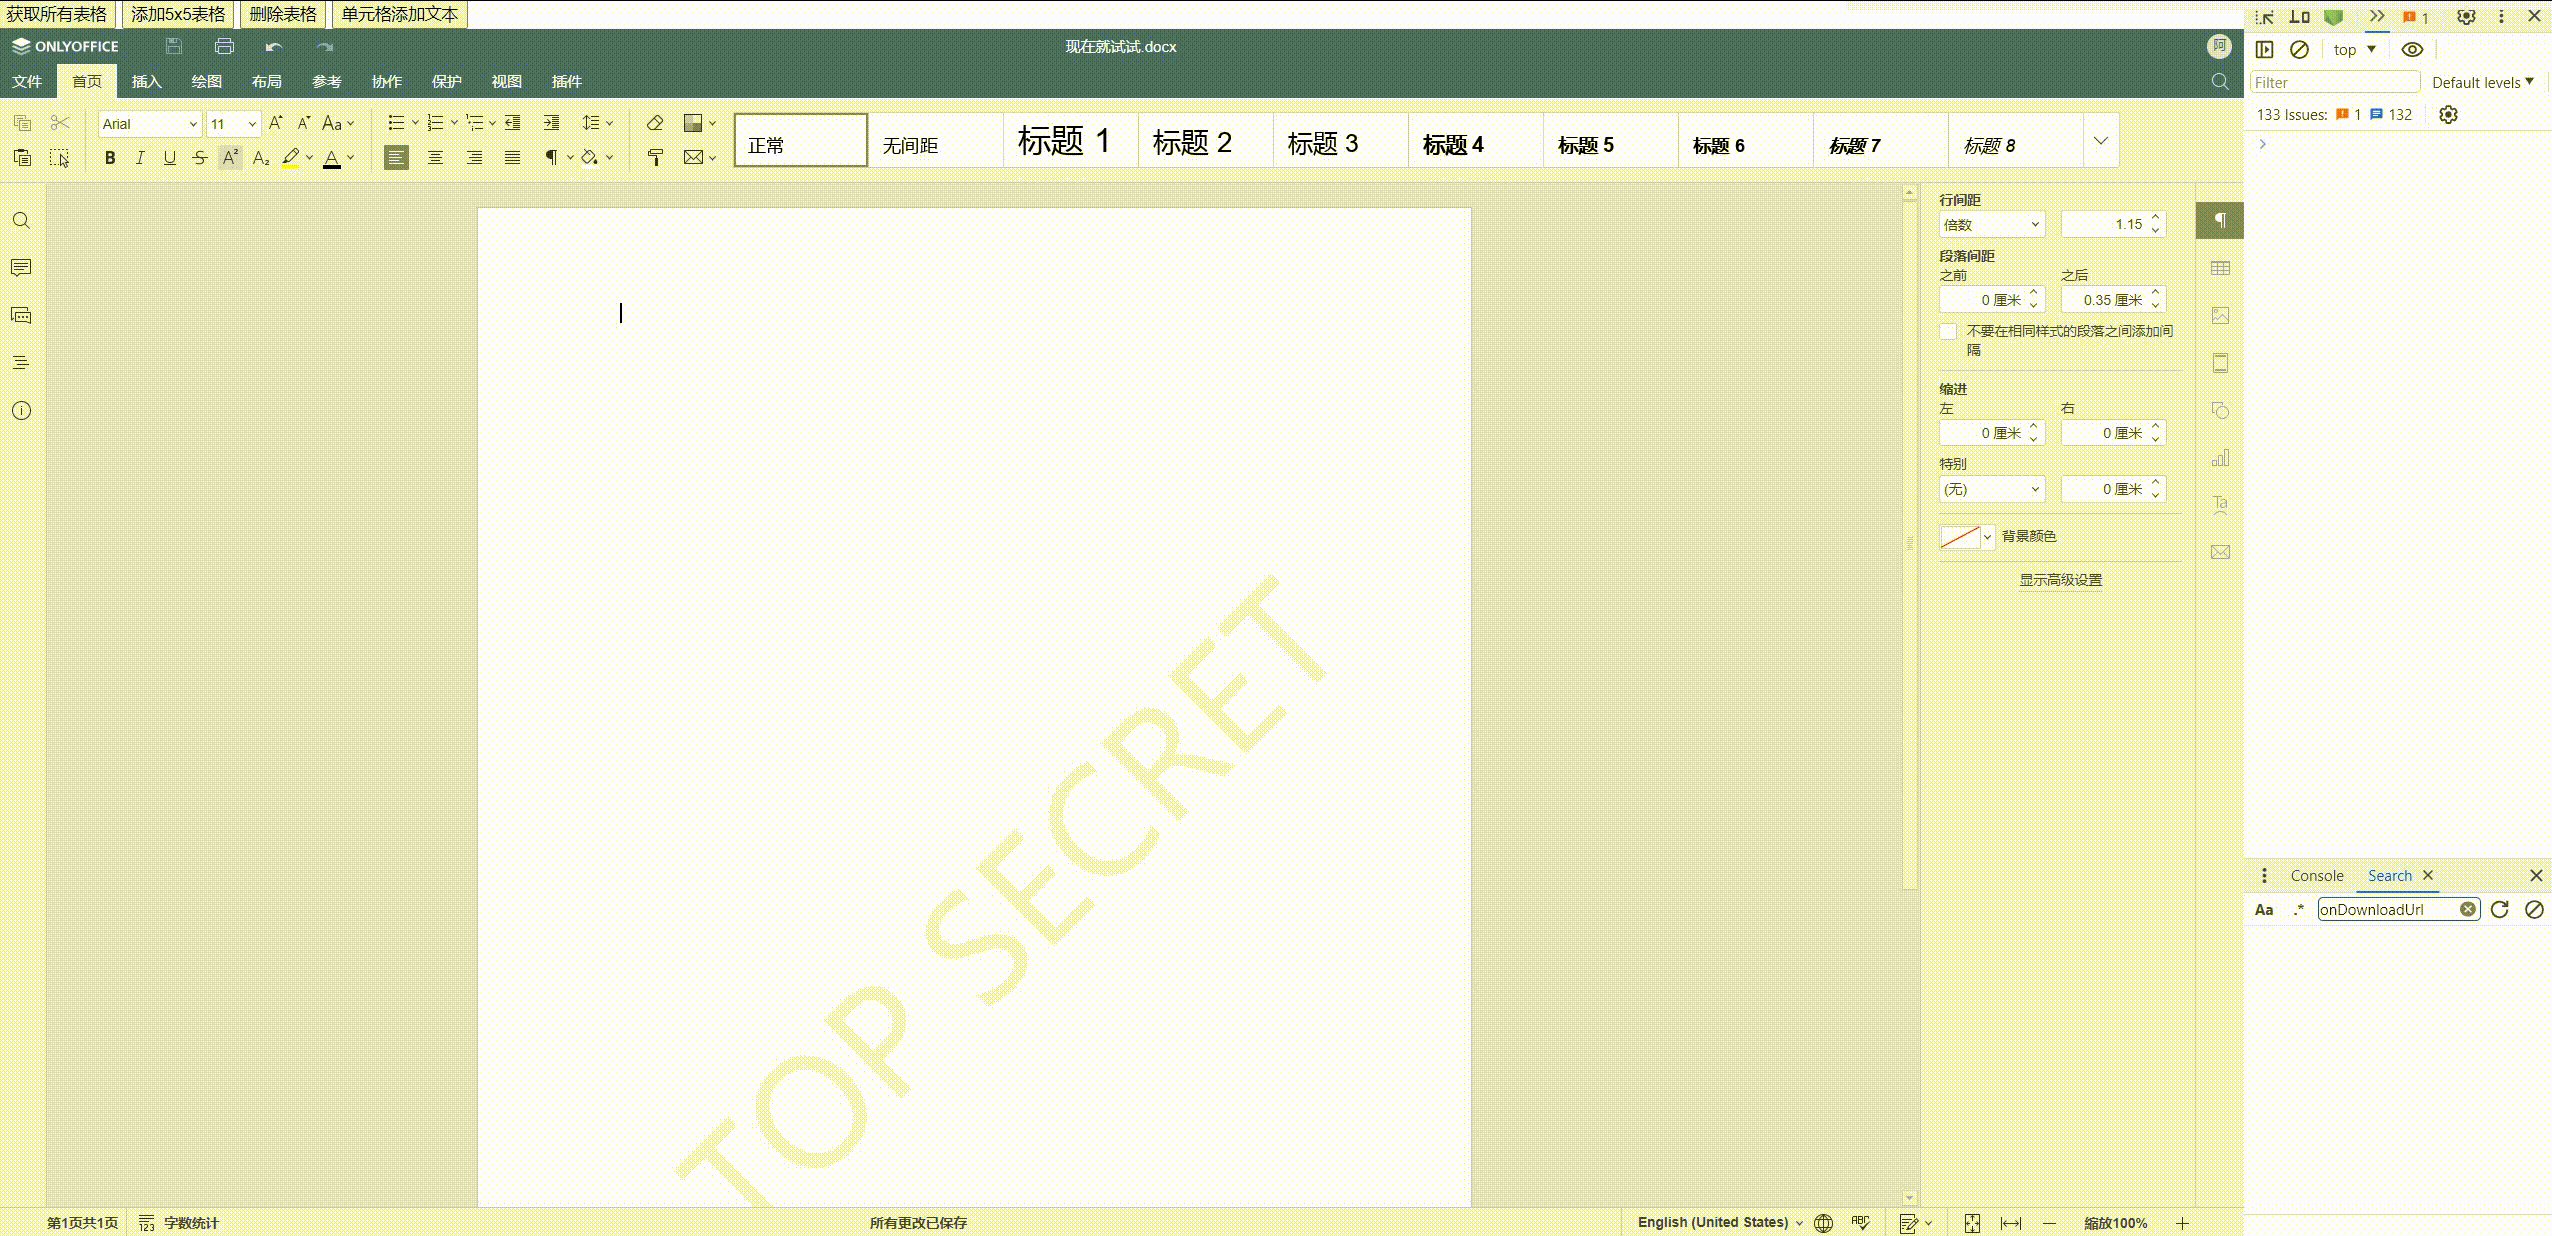 获取所有表格 添加5x5表格 删除表格 单元格添加文本
ONLYOFFICE 现在就试试.docx 阿
文件 首页 插入 绘图 布局 参考 协作 保护 视图 插件
Arial 11 Aa
B I U S A² A₂ A
正常 无间距 标题 1 标题 2 标题 3 标题 4 标题 5 标题 6 标题 7 标题 8
行间距
倍数 1.15
段落间距
之前 之后
0 厘米 0.35 厘米
不要在相同样式的段落之间添加间
隔
缩进
左 右
0 厘米 0 厘米
特别
(无) 0 厘米
背景颜色
显示高级设置
TOP SECRET
第1页共1页 123 字数统计 所有更改已保存 English (United States) ABC 缩放100%
1
top
Filter Default levels
133 Issues: 1 132
Console Search
Aa .* onDownloadUrl